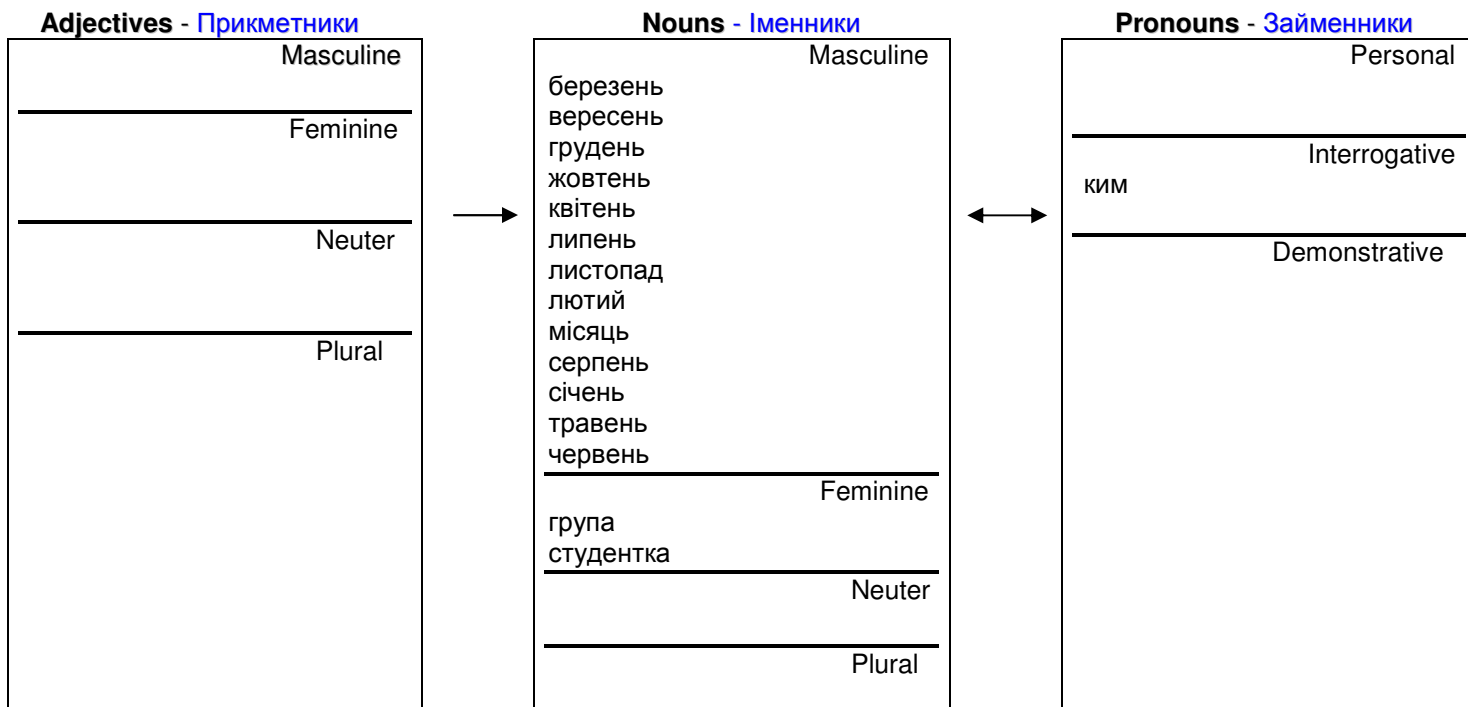 Adjectives - Прикметники
Masculine
Feminine
Neuter
Plural
Nouns - Іменники
Masculine
березень
вересень
грудень
жовтень
квітень
липень
листопад
лютий
місяць
серпень
січень
травень
червень
Feminine
група
студентка
Neuter
Plural
Pronouns - Займенники
Personal
Interrogative
ким
Demonstrative